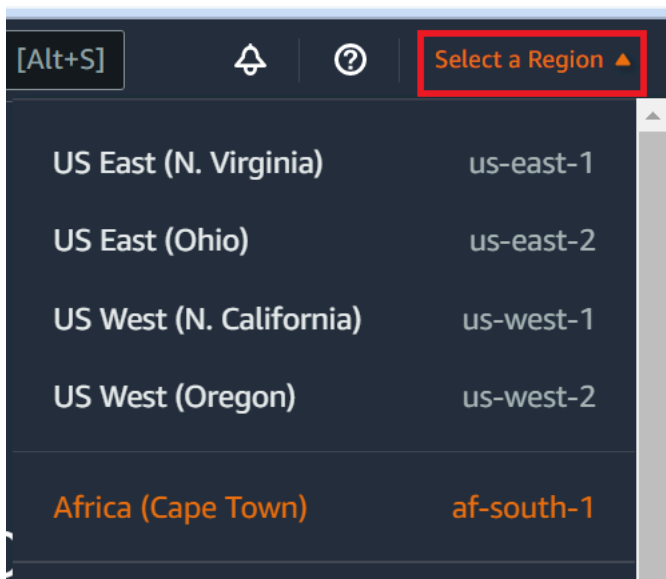 [Alt+S] Select a Region ▲
US East (N. Virginia) us-east-1
US East (Ohio) us-east-2
US West (N. California) us-west-1
US West (Oregon) us-west-2
Africa (Cape Town) af-south-1